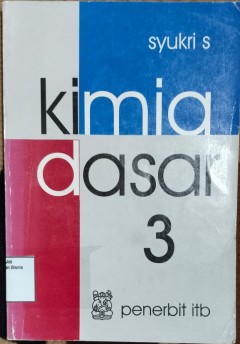 syukri s
kimia
dasar
3
penerbit itb